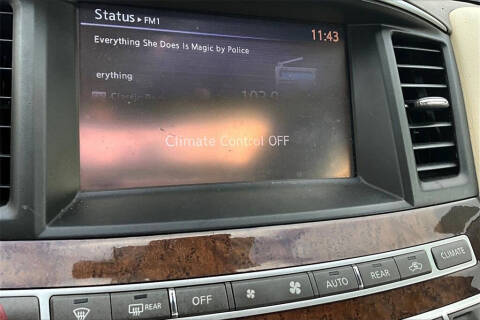 Status ▸ FM1
11:43
Everything She Does Is Magic by Police
erything
Climate Control OFF
CLIMATE
REAR
OFF
AUTO
REAR